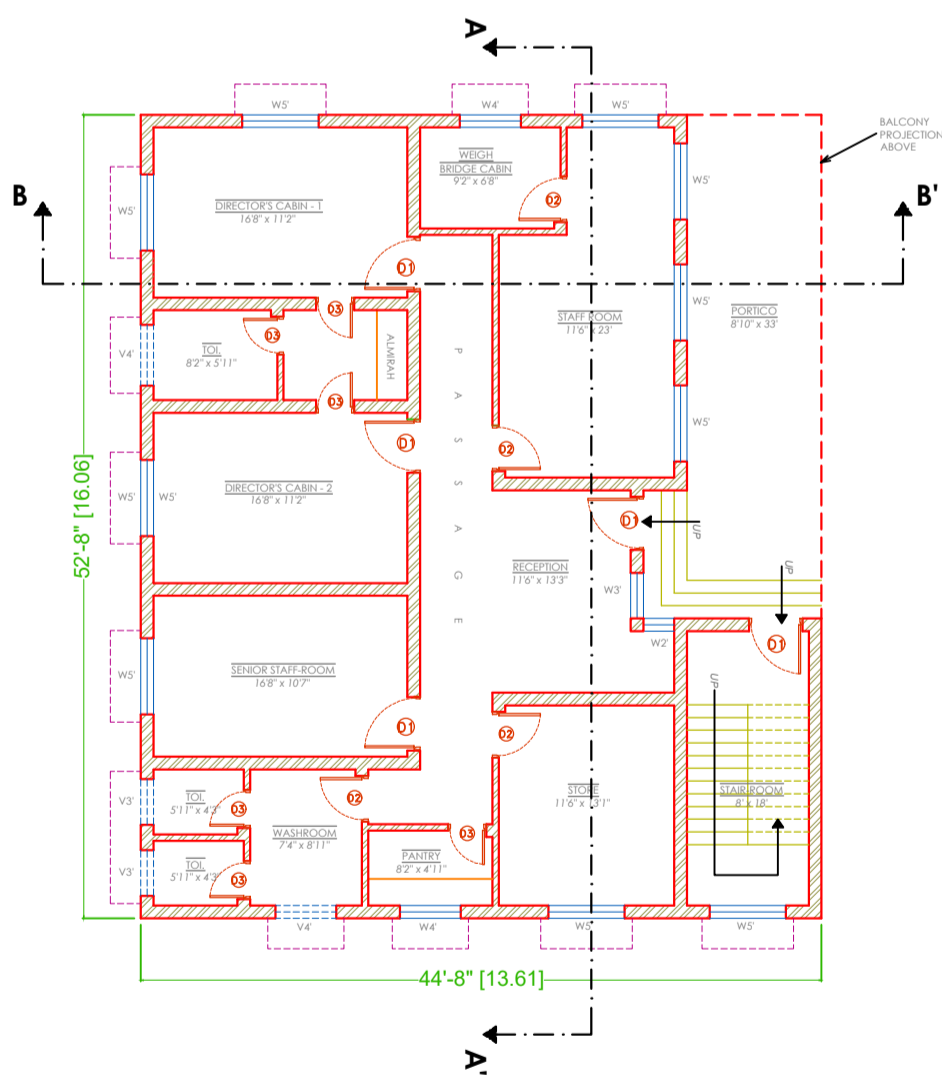 A
W5'
W4'
W5'
BALCONY
PROJECTION
ABOVE
WEIGH
BRIDGE CABIN
9'2" x 6'8"
B
B'
W5'
DIRECTOR'S CABIN - 1
16'8" x 11'2"
D2
W5'
D1
W5'
PORTICO
8'10" x 33'
STAFF ROOM
11'6" x 23'
D3
D3
V4'
TOI.
8'2" x 5'11"
ALMIRAH
PASSSAGE
D3
D1
D2
W5'
DIRECTOR'S CABIN - 2
16'8" x 11'2"
W5'
W5'
52'-8" [16.06]
D1
UP
RECEPTION
11'6" x 13'3"
UP
W3'
W2'
D1
SENIOR STAFF-ROOM
16'8" x 10'7"
W5'
UP
D1
D2
V3'
TOI.
5'11" x 4'3"
D3
D2
STORE
11'6" x 13'1"
STAIR-ROOM
8' x 18'
WASHROOM
7'4" x 8'11"
D3
PANTRY
8'2" x 4'11"
V3'
TOI.
5'11" x 4'3"
D3
V4'
W4'
W5'
W5'
44'-8" [13.61]
A'